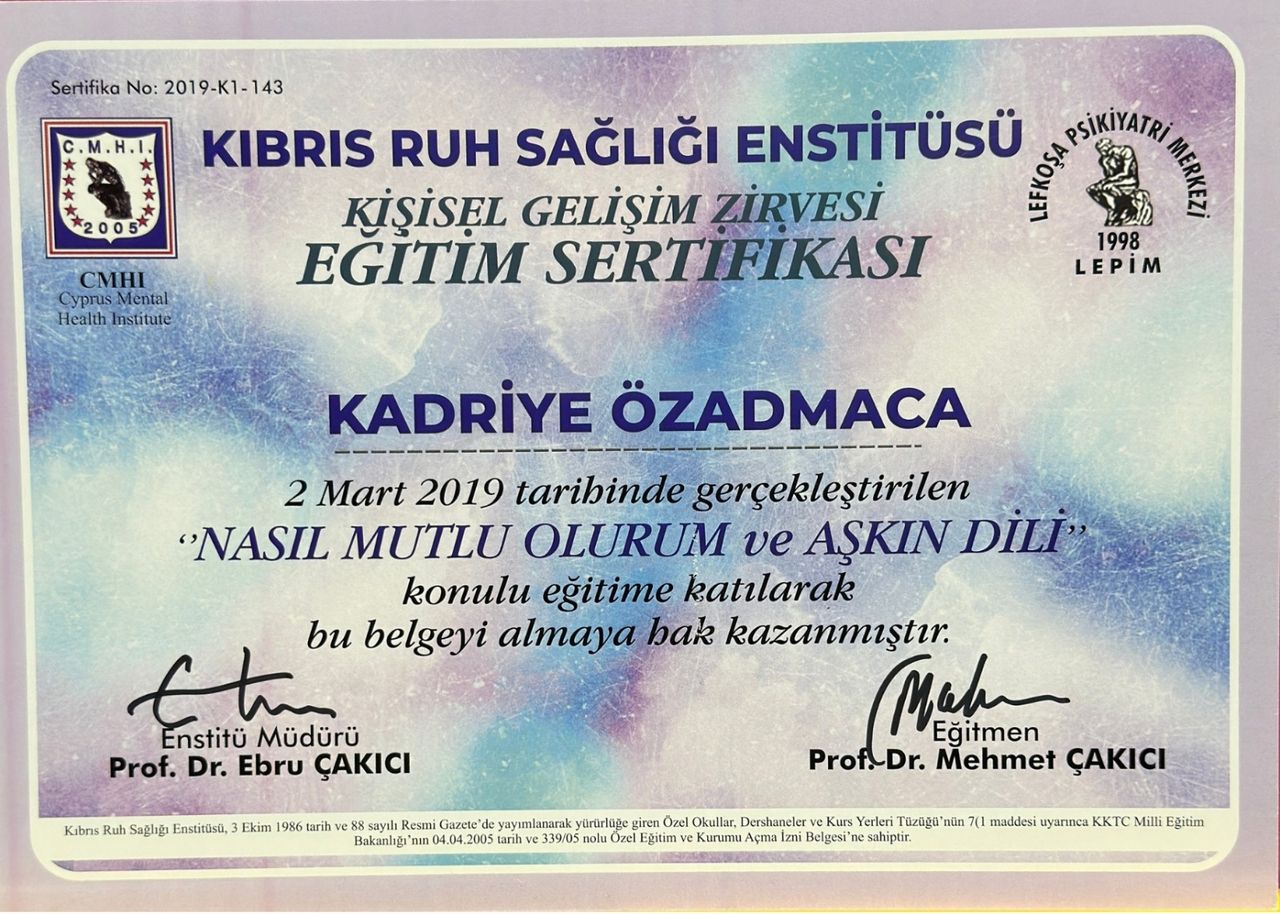 Sertifika No: 2019-K1-143
C.M.H.I.
2005
CMHI
Cyprus Mental
Health Institute
KIBRIS RUH SAĞLIĞI ENSTİTÜSÜ
KİŞİSEL GELİŞİM ZİRVESİ
EĞİTİM SERTİFİKASI
LEFKOŞA PSİKİYATRİ MERKEZİ
1998
LEPİM
KADRİYE ÖZADMACA
2 Mart 2019 tarihinde gerçekleştirilen
‘’NASIL MUTLU OLURUM ve AŞKIN DİLİ’’
konulu eğitime katılarak
bu belgeyi almaya hak kazanmıştır.
Enstitü Müdürü
Prof. Dr. Ebru ÇAKICI
Eğitmen
Prof. Dr. Mehmet ÇAKICI
Kıbrıs Ruh Sağlığı Enstitüsü, 3 Ekim 1986 tarih ve 88 sayılı Resmi Gazete’de yayımlanarak yürürlüğe giren Özel Okullar, Dershaneler ve Kurs Yerleri Tüzüğü’nün 7(1 maddesi uyarınca KKTC Milli Eğitim
Bakanlığı’nın 04.04.2005 tarih ve 339/05 nolu Özel Eğitim ve Kurumu Açma İzni Belgesi’ne sahiptir.